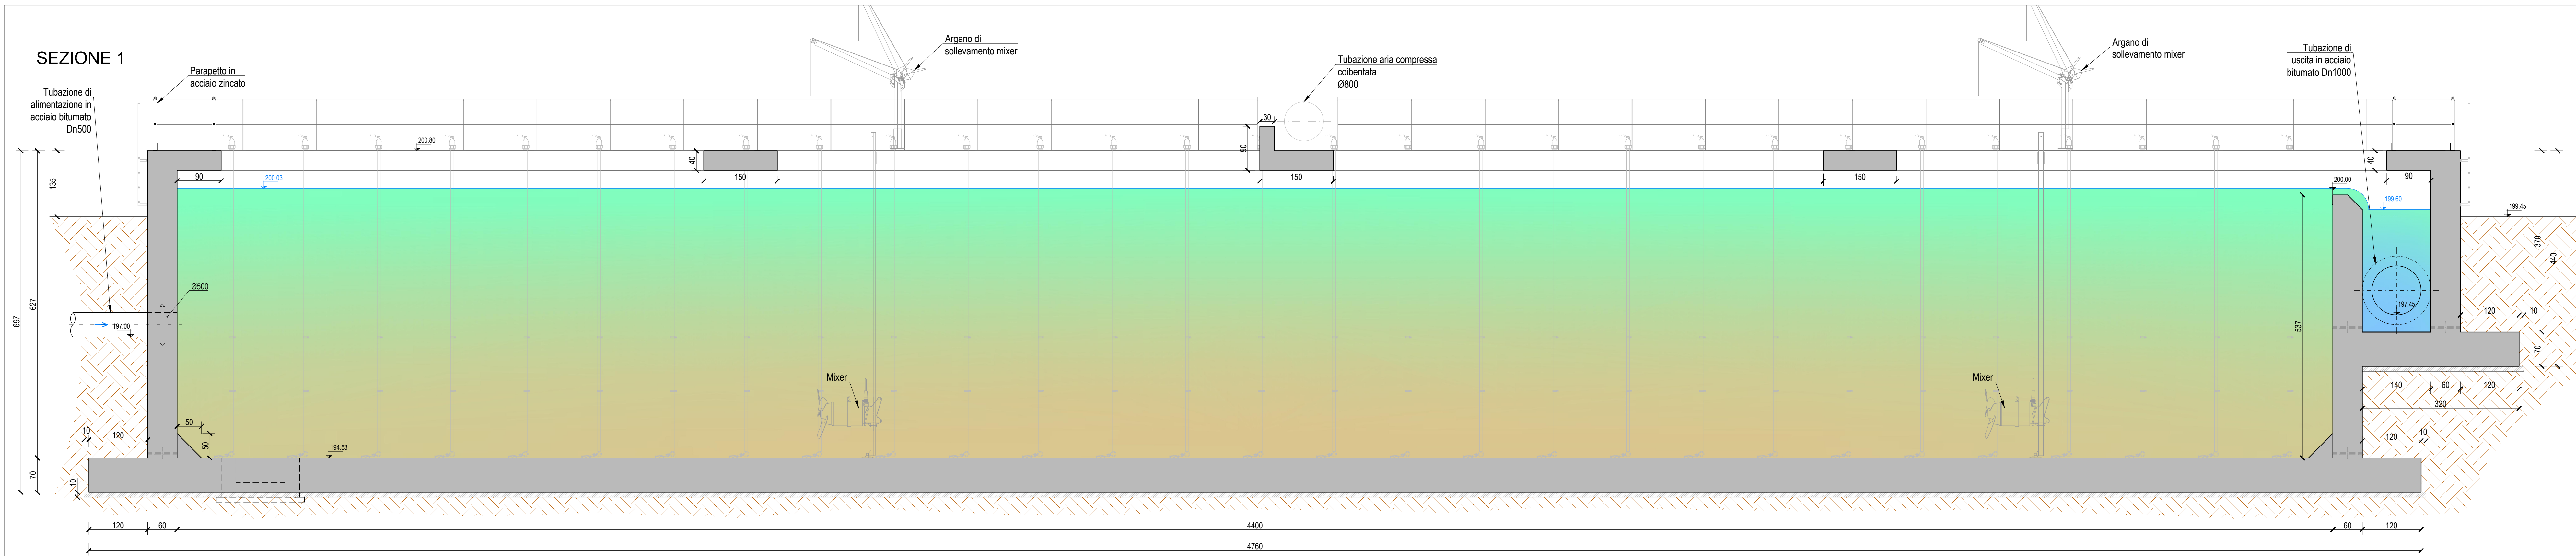 SEZIONE 1
Parapetto in
acciaio zincato
Tubazione di
alimentazione in
acciaio bitumato
Dn500
Argano di
sollevamento mixer
Tubazione aria compressa
coibentata
Ø800
Argano di
sollevamento mixer
Tubazione di
uscita in acciaio
bitumato Dn1000
30
200.80
90
40
40
135
90
150
150
150
90
200.03
200.00
199.60
199.45
697
627
Ø500
197.00
197.45
537
370
440
120
10
70
Mixer
Mixer
140
60
120
320
50
50
10
120
194.53
120
10
70
10
120
60
4400
60
120
4760